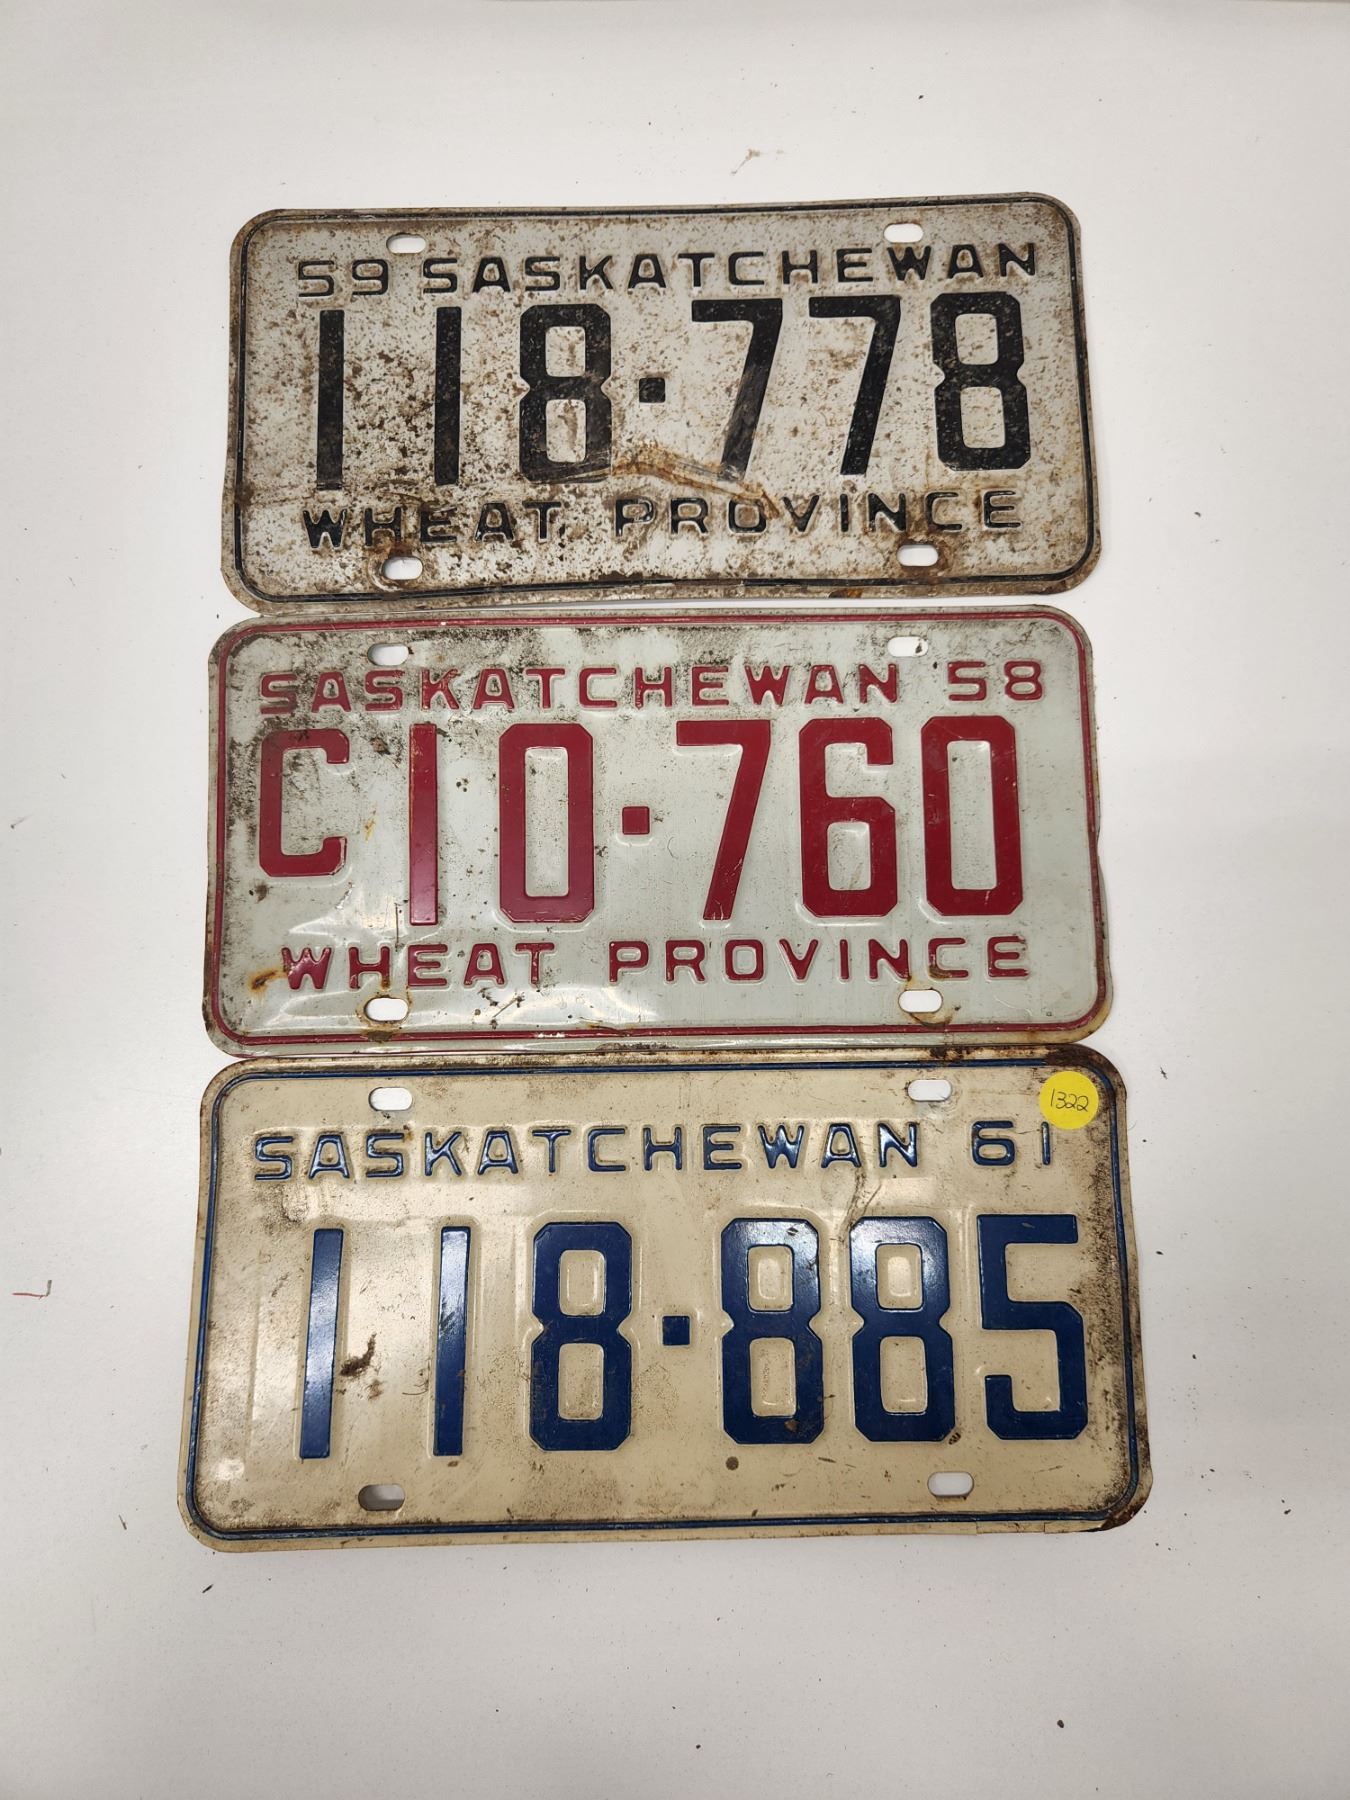 59 SASKATCHEWAN
118·778
WHEAT PROVINCE
SASKATCHEWAN 58
C10·760
WHEAT PROVINCE
1322
SASKATCHEWAN 61
118·885